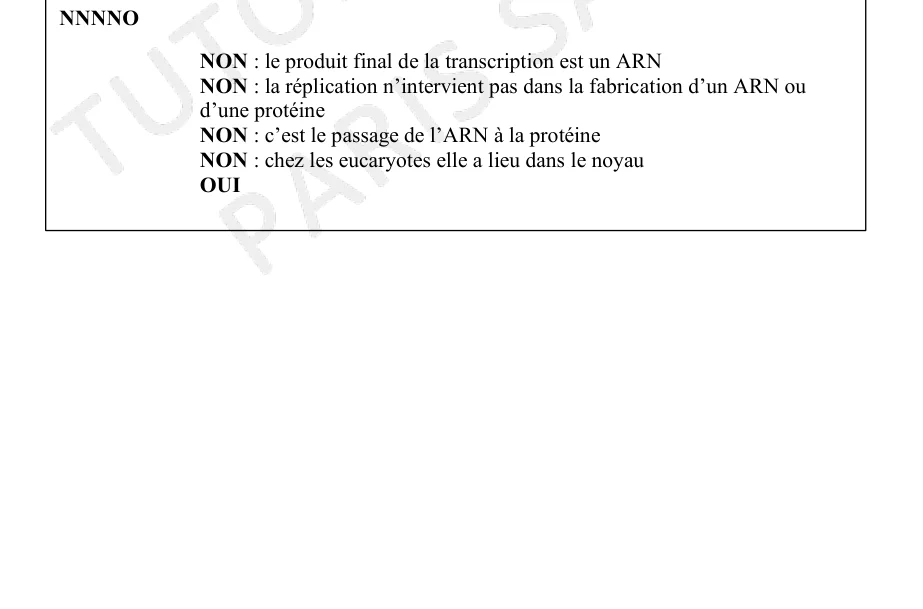 NNNNO
NON : le produit final de la transcription est un ARN
NON : la réplication n’intervient pas dans la fabrication d’un ARN ou
d’une protéine
NON : c’est le passage de l’ARN à la protéine
NON : chez les eucaryotes elle a lieu dans le noyau
OUI
PARIS SA